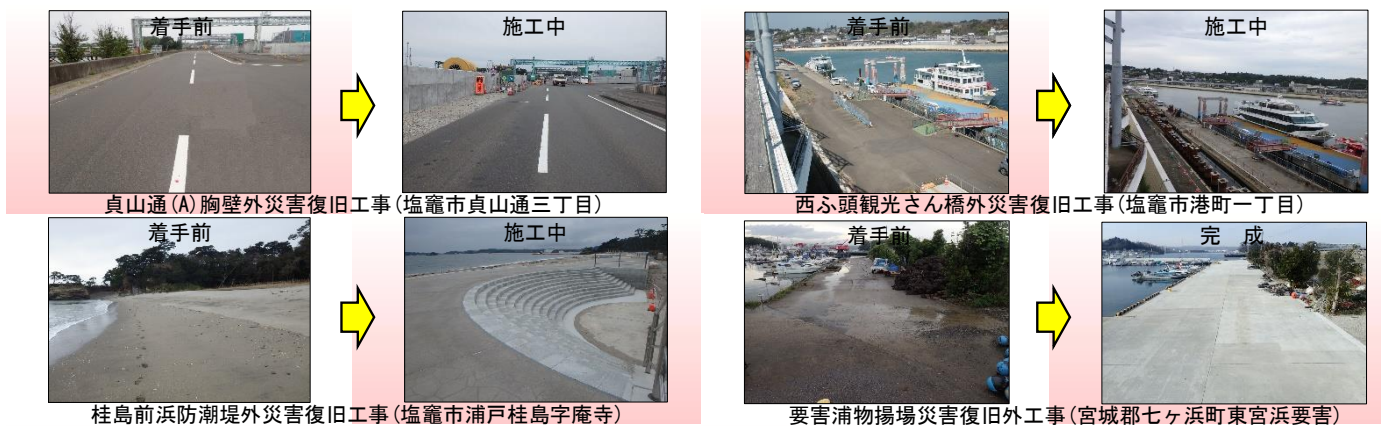 着手前
施工中
貞山通(A)胸壁外災害復旧工事(塩竈市貞山通三丁目)
着手前
施工中
西ふ頭観光さん橋外災害復旧工事(塩竈市港町一丁目)
着手前
施工中
桂島前浜防潮堤外災害復旧工事(塩竈市浦戸桂島字庵寺)
着手前
完 成
要害浦物揚場災害復旧外工事(宮城郡七ヶ浜町東宮浜要害)